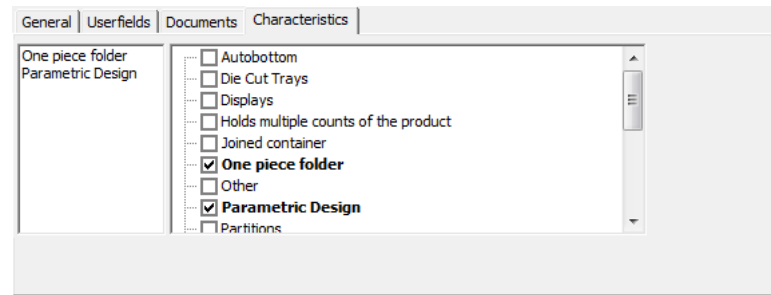 General Userfields Documents Characteristics
One piece folder
Parametric Design
Autobottom
Die Cut Trays
Displays
Holds multiple counts of the product
Joined container
One piece folder
Other
Parametric Design
Partitions